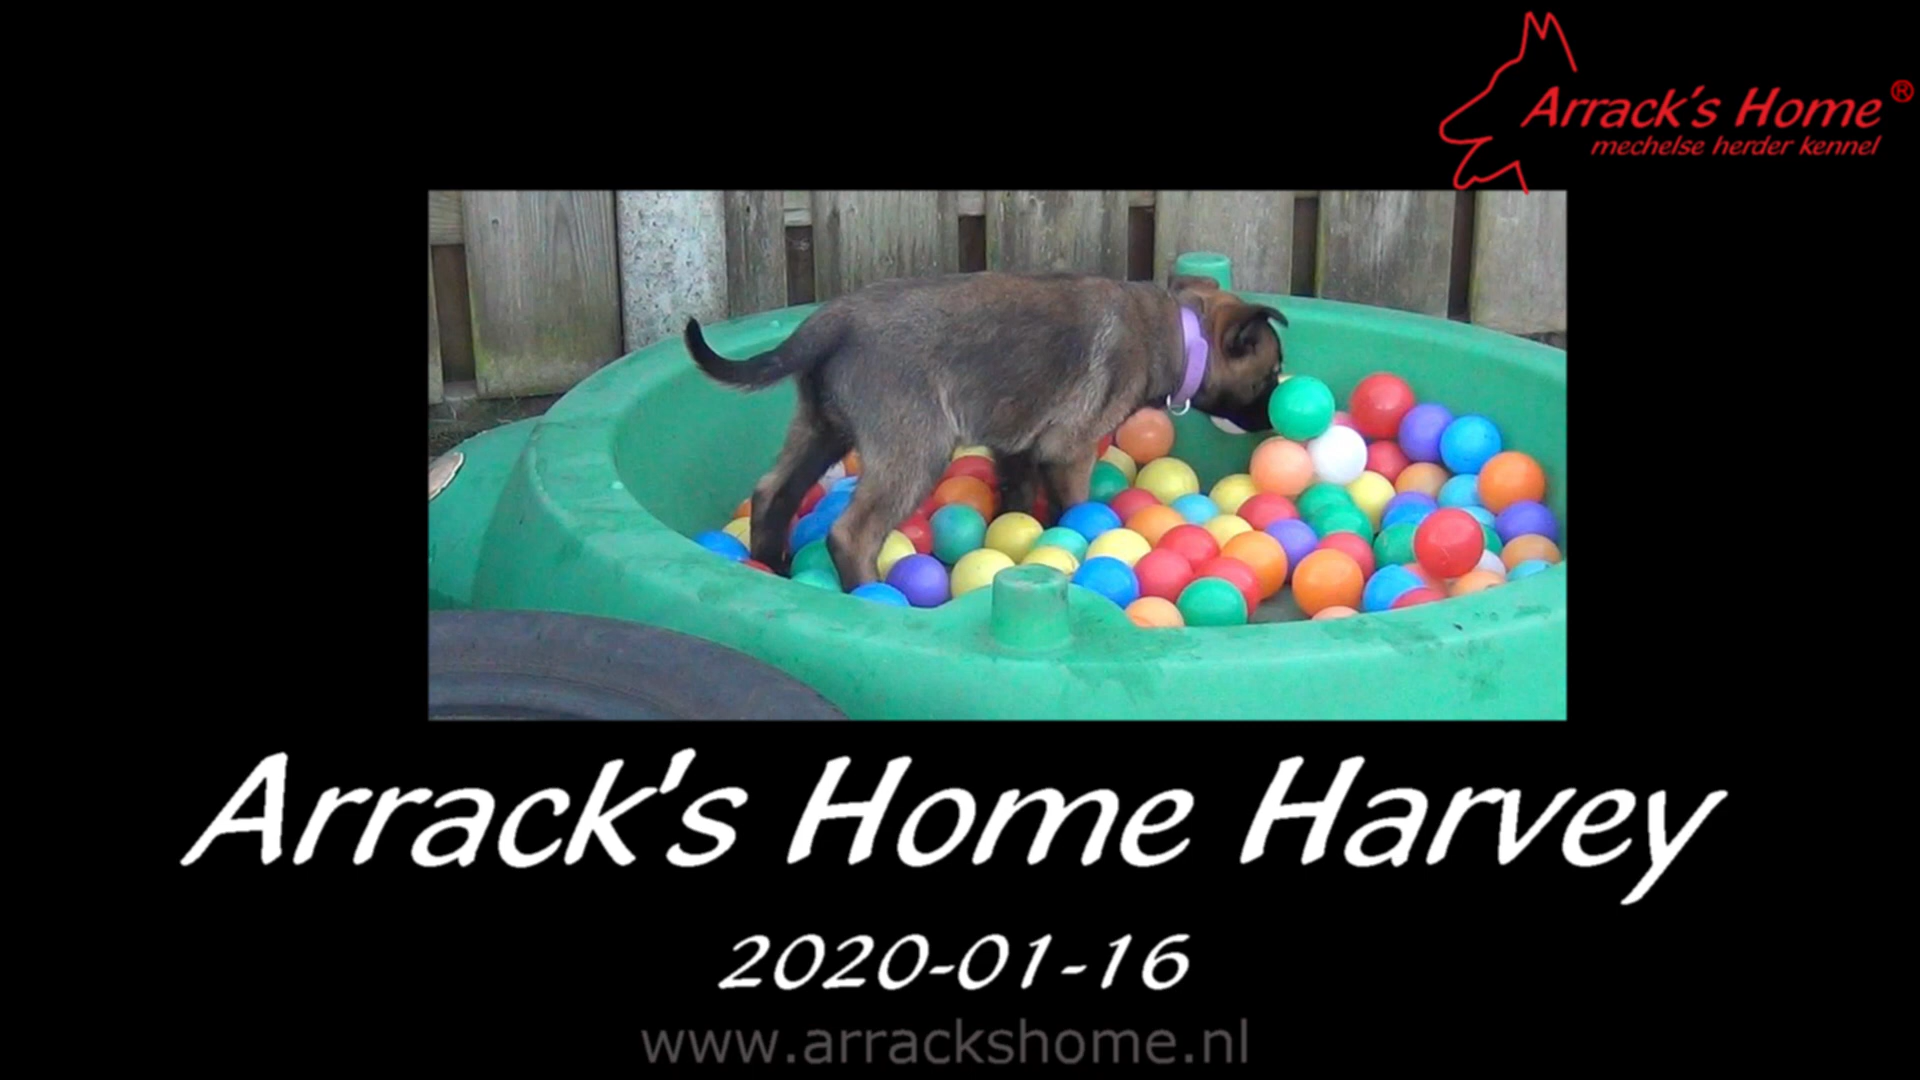 Arrack's Home ®
mechelse herder kennel
Arrack's Home Harvey
2020-01-16
www.arrackshome.nl